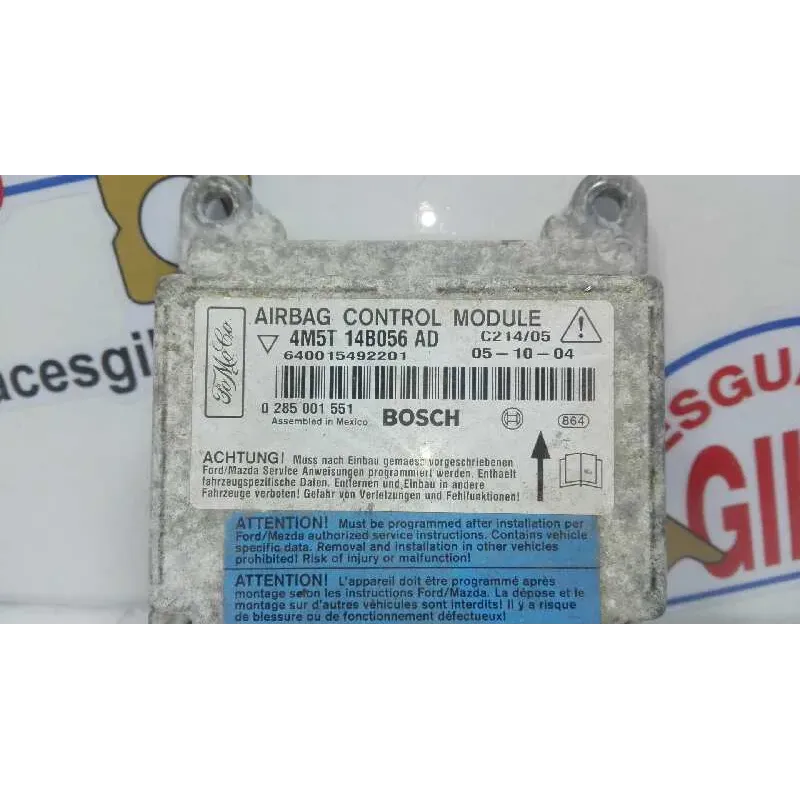 AIRBAG CONTROL MODULE
4M5T 14B056 AD C214/05
640015492201 05-10-04
FoMoCo
0 285 001 551 BOSCH 864
Assembled in Mexico
ACHTUNG! Muss nach Einbau gemaess vorgeschriebenen
Ford/Mazda Service Anweisungen programmiert werden. Enthaelt
fahrzeugspezifische Daten. Entfernen und Einbau in andere
Fahrzeuge verboten! Gefahr von Verletzungen und Fehlfunktionen!
ATTENTION! Must be programmed after installation per
Ford/Mazda authorized service instructions. Contains vehicle
specific data. Removal and installation in other vehicles
prohibited! Risk of injury or malfunction!
ATTENTION! L'appareil doit être programmé après
montage selon les instructions Ford/Mazda. La dépose et le
montage sur d'autres véhicules sont interdits! Il y a risque
de blessure ou de fonctionnement défectueux!
acesgil
ESGUA
GIL